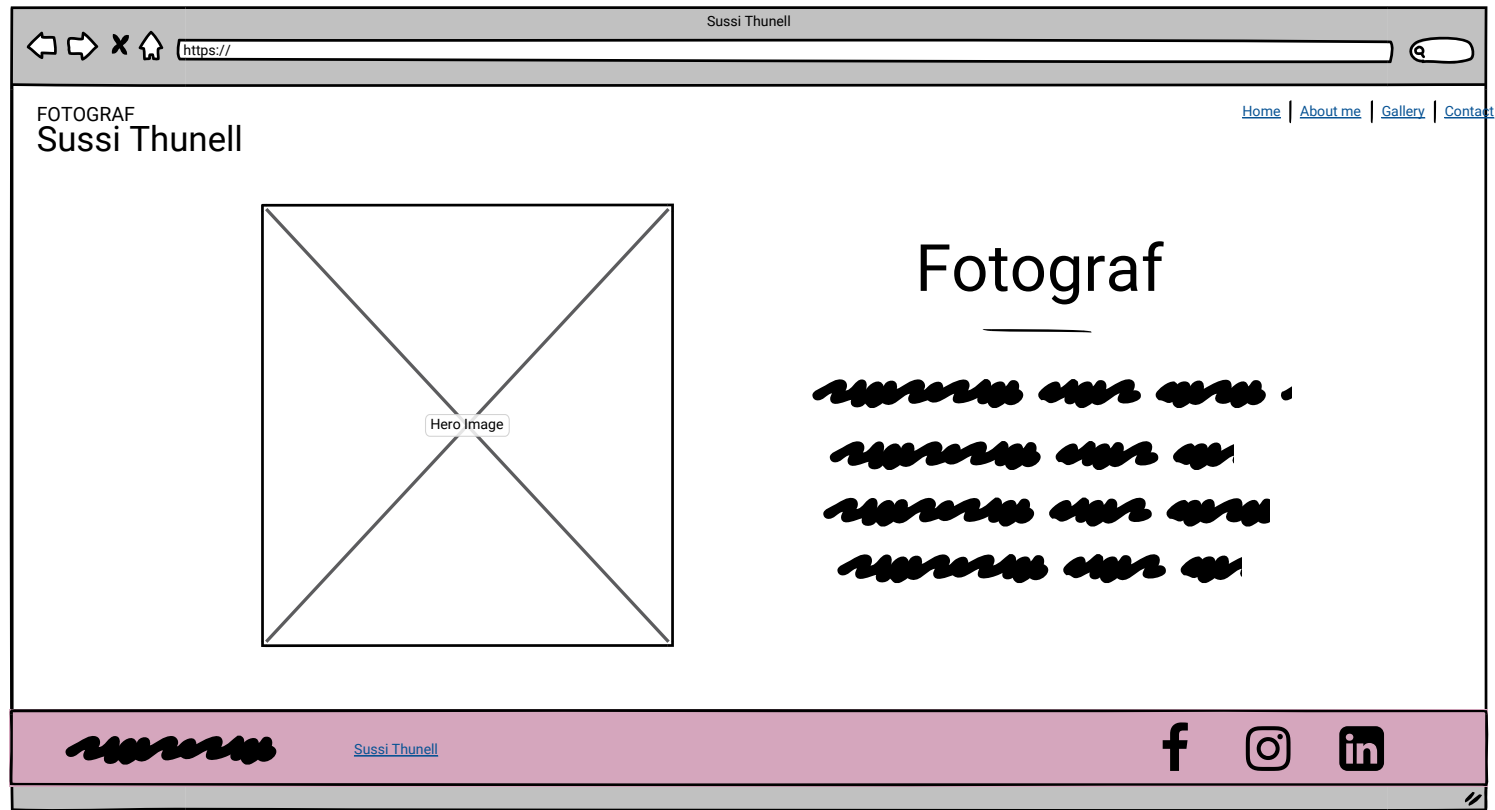 Sussi Thunell
https://
FOTOGRAF
Sussi Thunell
Home | About me | Gallery | Contact
Fotograf
Hero Image
Sussi Thunell